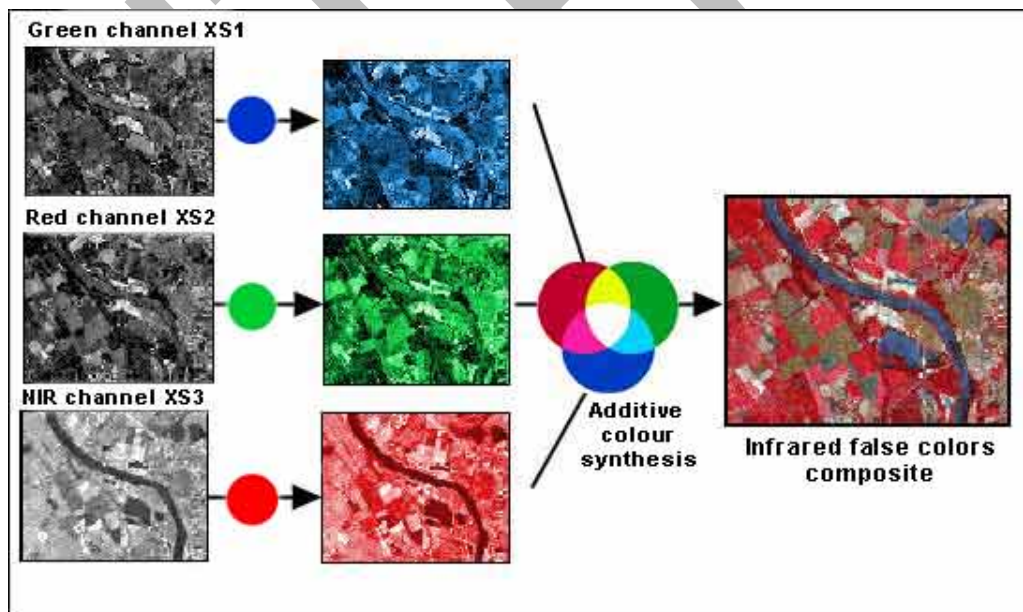 Green channel XS1
Red channel XS2
NIR channel XS3
Additive
colour
synthesis
Infrared false colors
composite